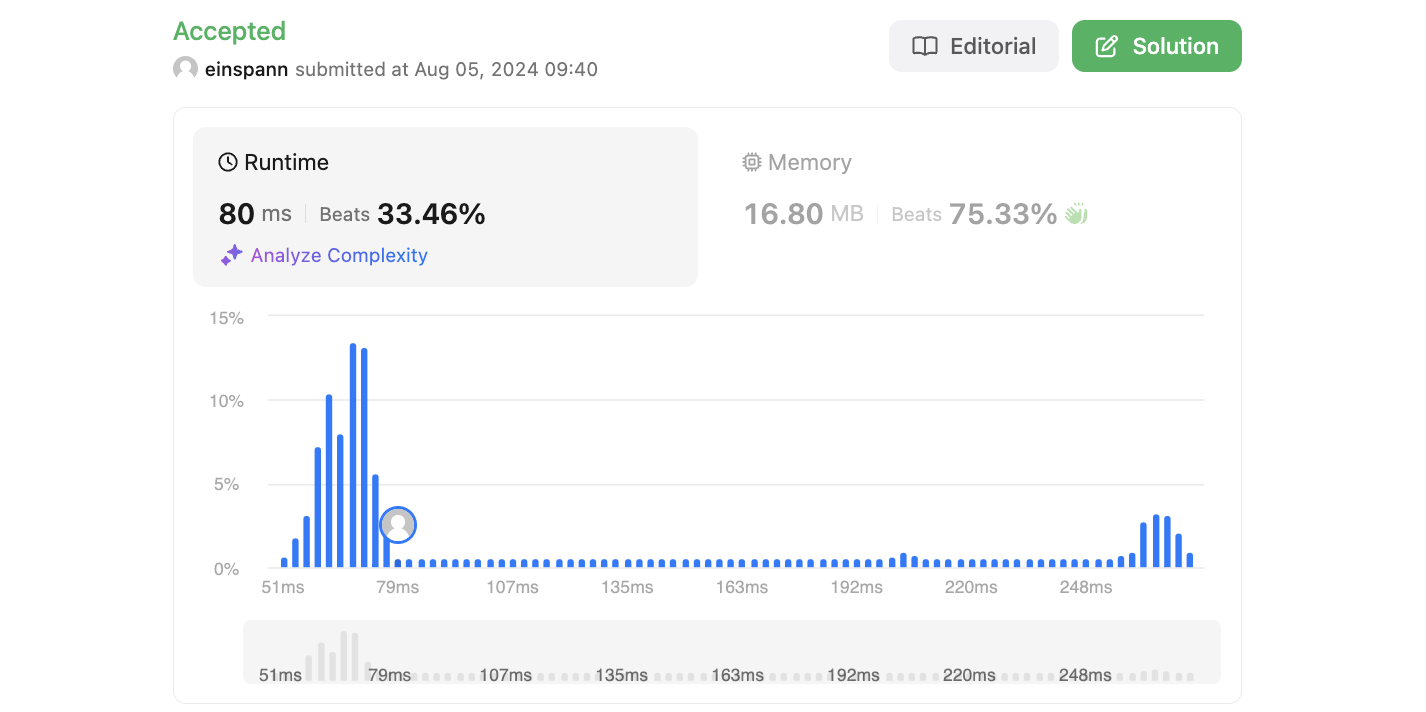 Accepted
Editorial
Solution
einspann submitted at Aug 05, 2024 09:40
Runtime
80 ms Beats 33.46%
Analyze Complexity
Memory
16.80 MB Beats 75.33%
15%
10%
5%
0%
51ms 79ms 107ms 135ms 163ms 192ms 220ms 248ms
51ms 79ms 107ms 135ms 163ms 192ms 220ms 248ms